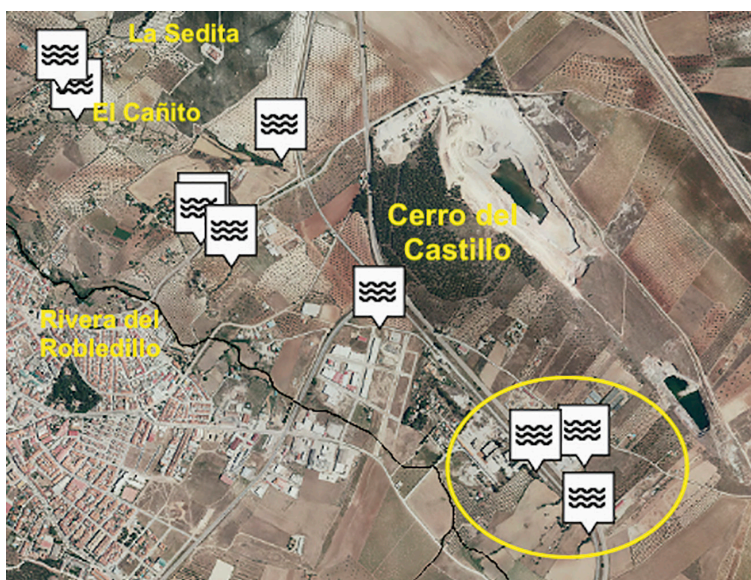 La Sedita
El Cañito
Cerro del
Castillo
Rivera del
Robledillo